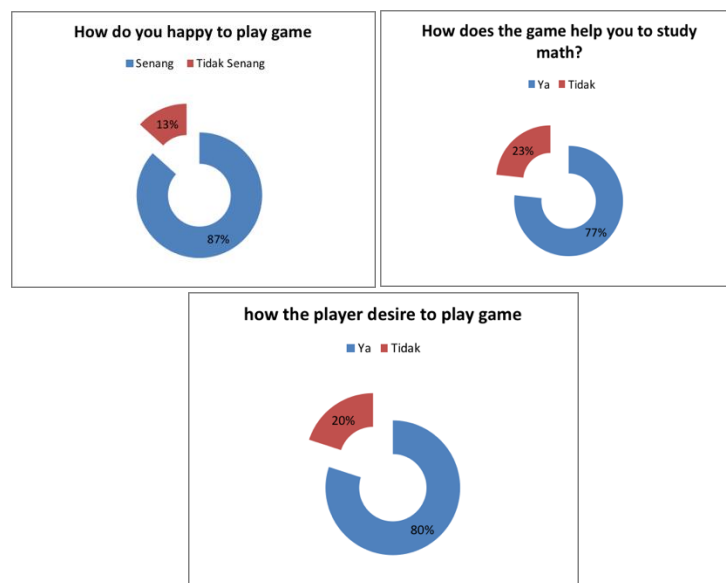 How do you happy to play game
Senang Tidak Senang
13%
87%
How does the game help you to study
math?
Ya Tidak
23%
77%
how the player desire to play game
Ya Tidak
20%
80%